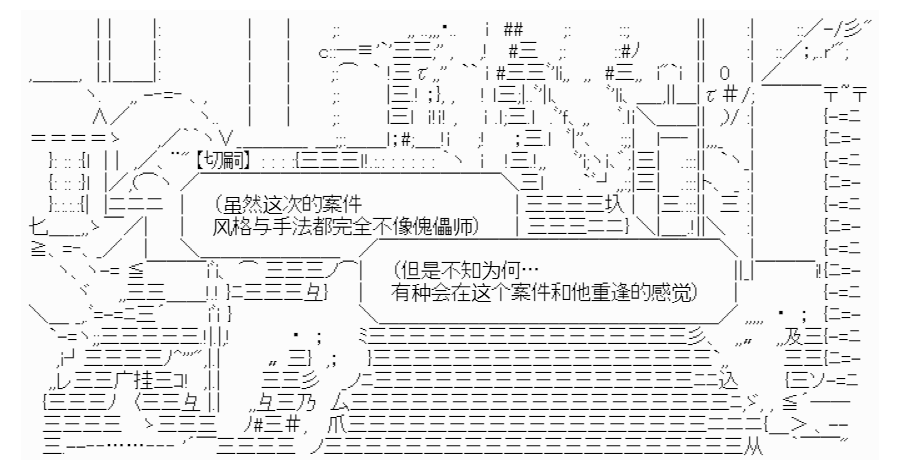 【切嗣】
（虽然这次的案件
风格与手法都完全不像傀儡师）
（但是不知为何…
有种会在这个案件和他重逢的感觉）